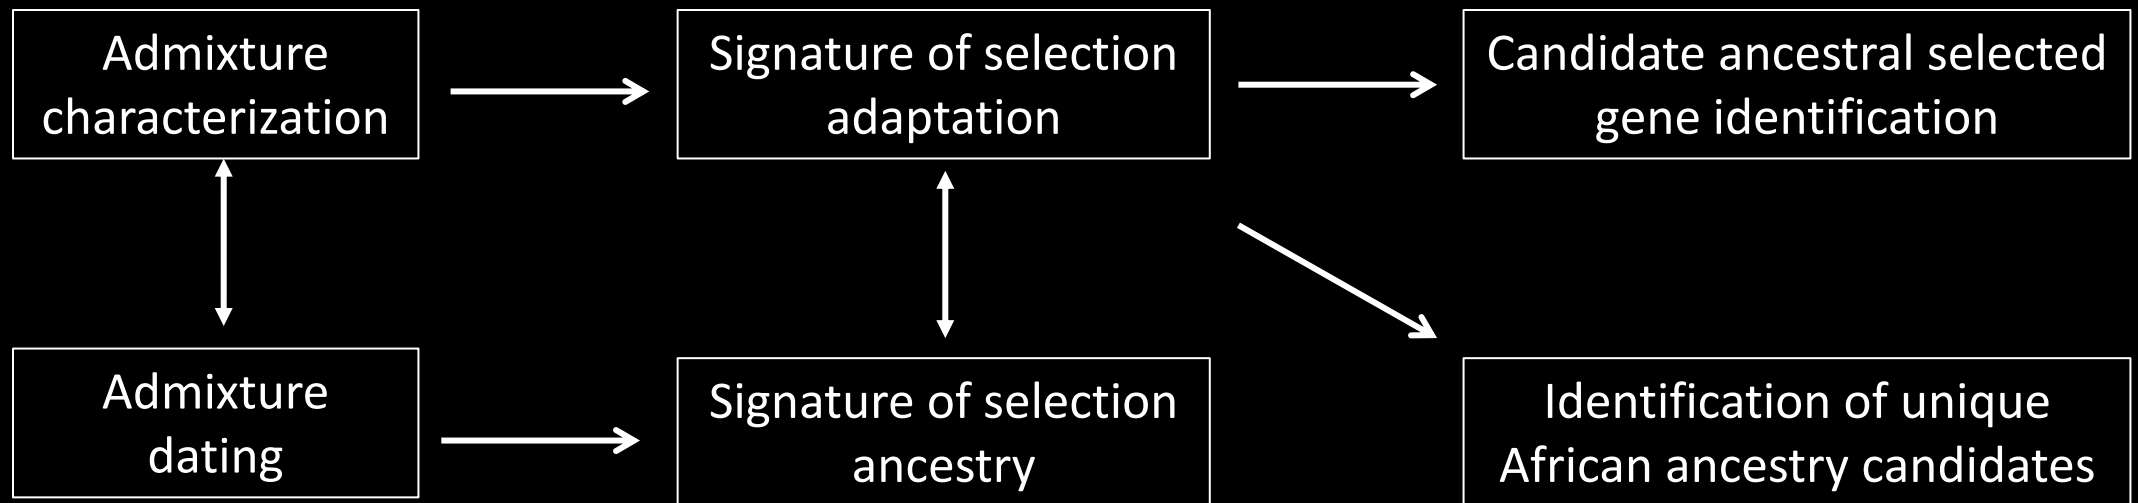 Admixture
characterization
Signature of selection
adaptation
Candidate ancestral selected
gene identification
Admixture
dating
Signature of selection
ancestry
Identification of unique
African ancestry candidates